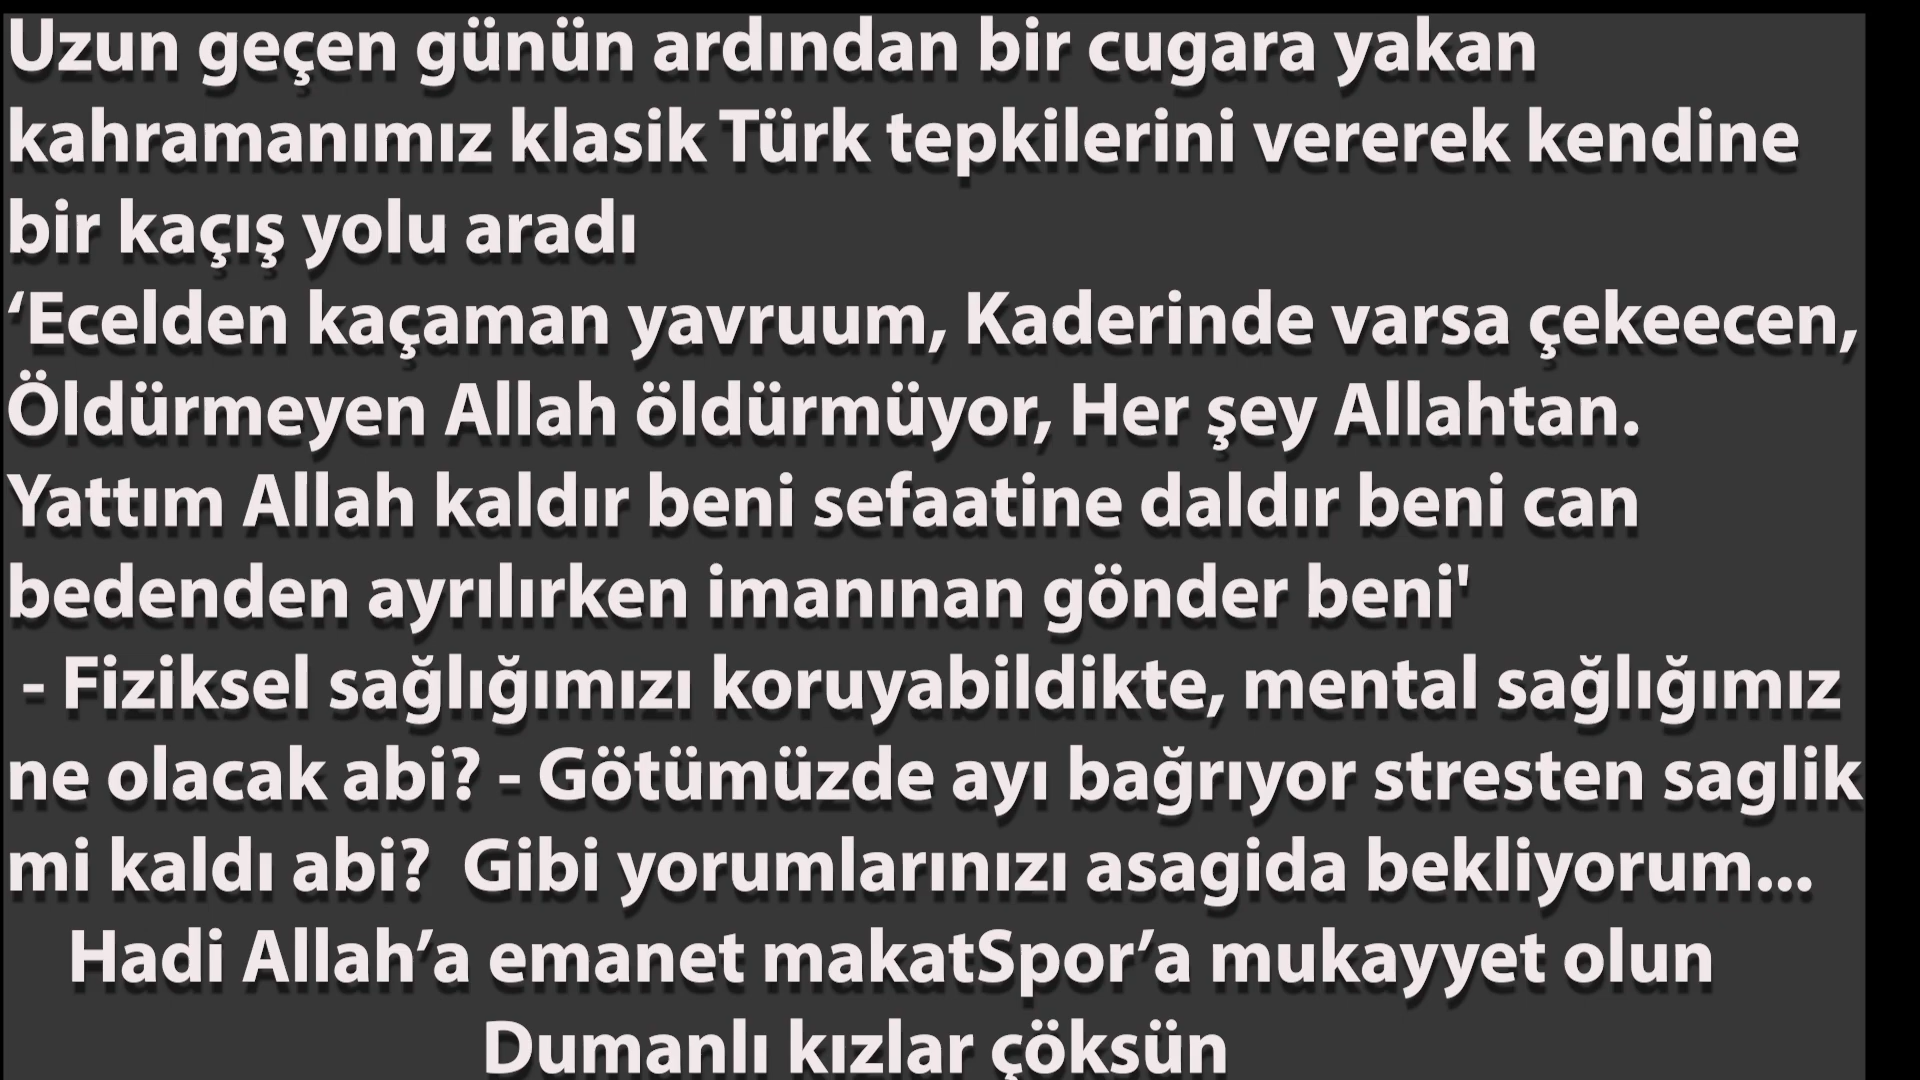 Uzun geçen günün ardından bir cugara yakan
kahramanımız klasik Türk tepkilerini vererek kendine
bir kaçış yolu aradı
‘Ecelden kaçaman yavruum, Kaderinde varsa çekeecen,
Öldürmeyen Allah öldürmüyor, Her şey Allahtan.
Yattım Allah kaldır beni sefaatine daldır beni can
bedenden ayrılırken imanınan gönder beni'
- Fiziksel sağlığımızı koruyabildikte, mental sağlığımız
ne olacak abi? - Götümüzde ayı bağrıyor stresten saglik
mi kaldı abi?  Gibi yorumlarınızı asagida bekliyorum...
Hadi Allah’a emanet makatSpor’a mukayyet olun
Dumanlı kızlar çöksün